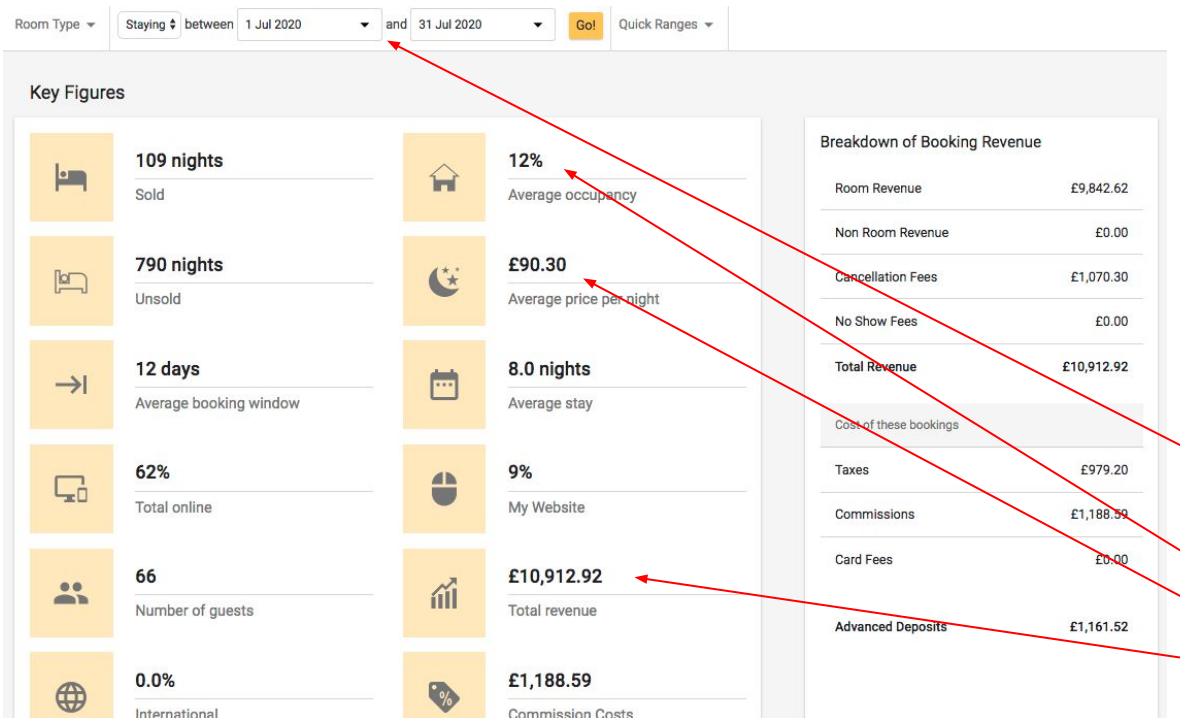 Room Type Staying between 1 Jul 2020 and 31 Jul 2020 Go! Quick Ranges
Key Figures
109 nights
Sold
12%
Average occupancy
790 nights
Unsold
£90.30
Average price per night
12 days
Average booking window
8.0 nights
Average stay
62%
Total online
9%
My Website
66
Number of guests
£10,912.92
Total revenue
0.0%
International
£1,188.59
Commission Costs
Breakdown of Booking Revenue
Room Revenue £9,842.62
Non Room Revenue £0.00
Cancellation Fees £1,070.30
No Show Fees £0.00
Total Revenue £10,912.92
Cost of these bookings
Taxes £979.20
Commissions £1,188.59
Card Fees £0.00
Advanced Deposits £1,161.52